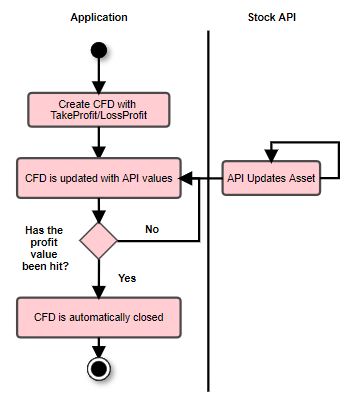 Application
Stock API
Create CFD with
TakeProfit/LossProfit
CFD is updated with API values
API Updates Asset
Has the
profit
value
been hit?
No
Yes
CFD is automatically closed